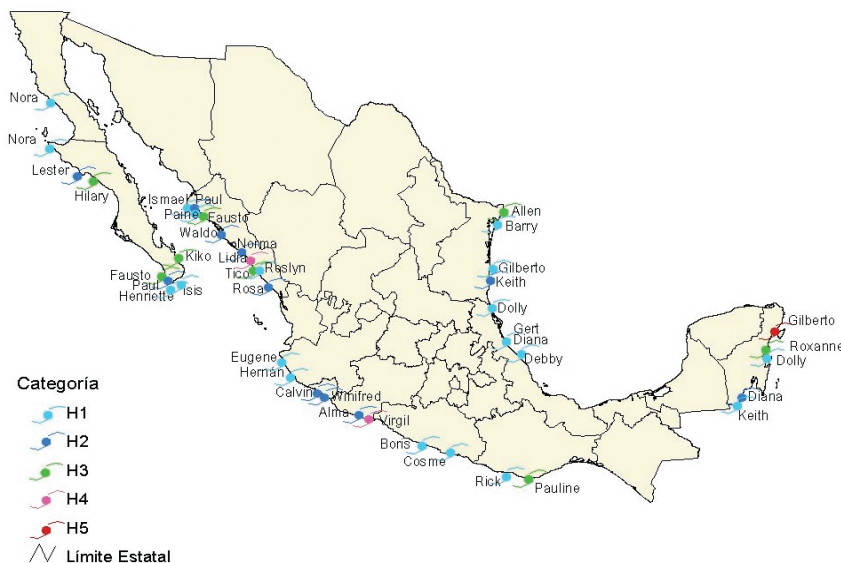 Nora
Nora
Lester
Hilary
Ismael Paul
Paine Fausto
Waldo
Norma
Lidia
Tico Roslyn
Rosa
Kiko
Fausto
Paul
Henriette Isis
Allen
Barry
Gilberto
Keith
Dolly
Gert
Diana
Debby
Gilberto
Roxanne
Dolly
Diana
Keith
Eugene
Hernán
Calvin Winifred
Alma Virgil
Boris
Cosme
Rick Pauline
Categoría
H1
H2
H3
H4
H5
Límite Estatal